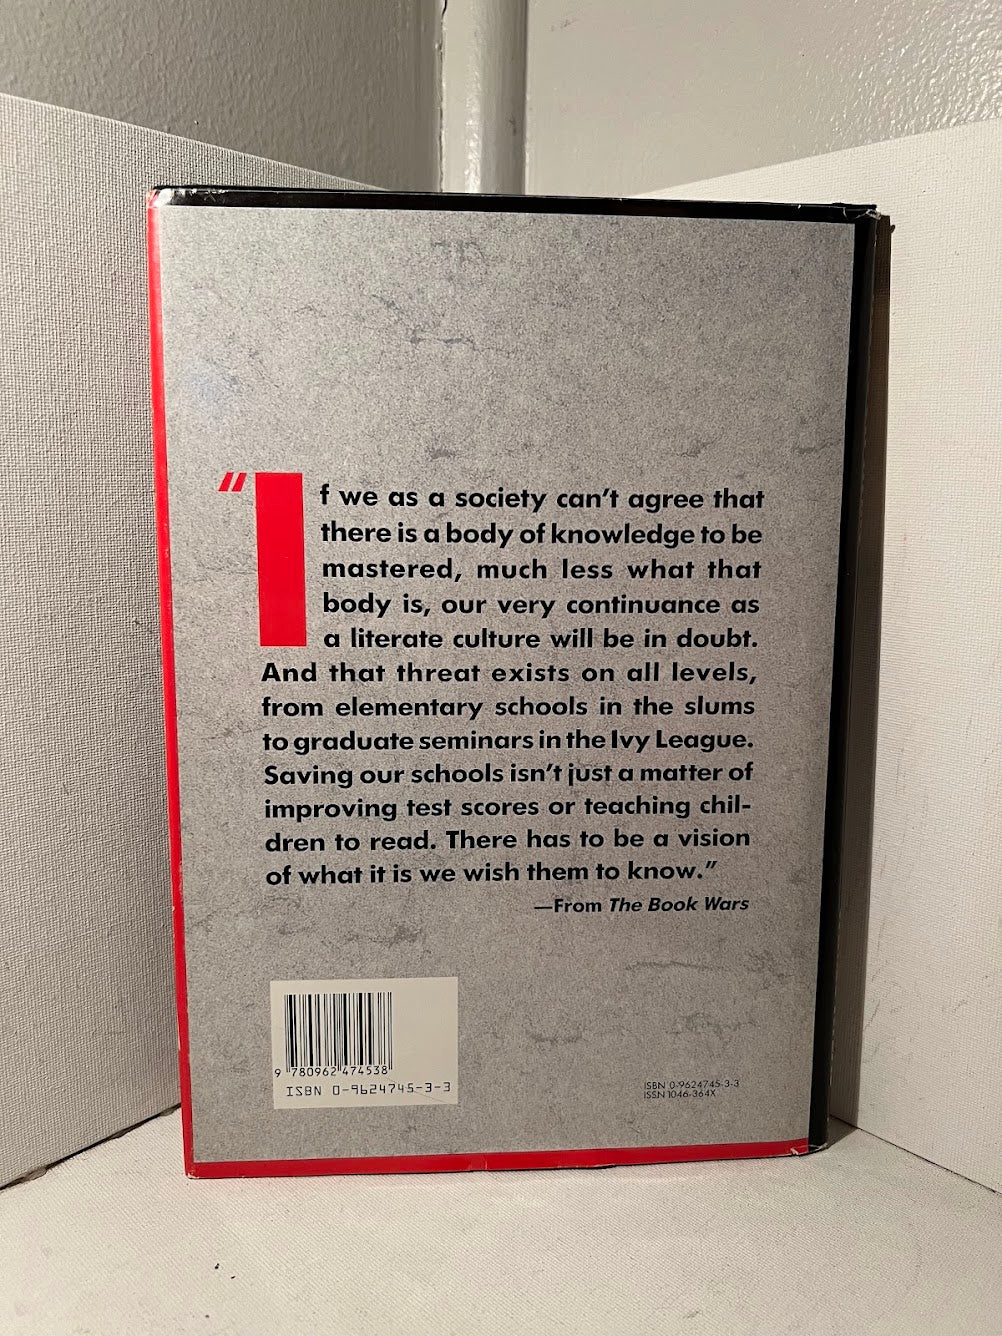 "If we as a society can't agree that
there is a body of knowledge to be
mastered, much less what that
body is, our very continuance as
a literate culture will be in doubt.
And that threat exists on all levels,
from elementary schools in the slums
to graduate seminars in the Ivy League.
Saving our schools isn't just a matter of
improving test scores or teaching chil-
dren to read. There has to be a vision
of what it is we wish them to know."
—From The Book Wars
9 780962 474538
ISBN 0-9624745-3-3
ISBN 0-9624745-3-3
ISSN 1046-364X